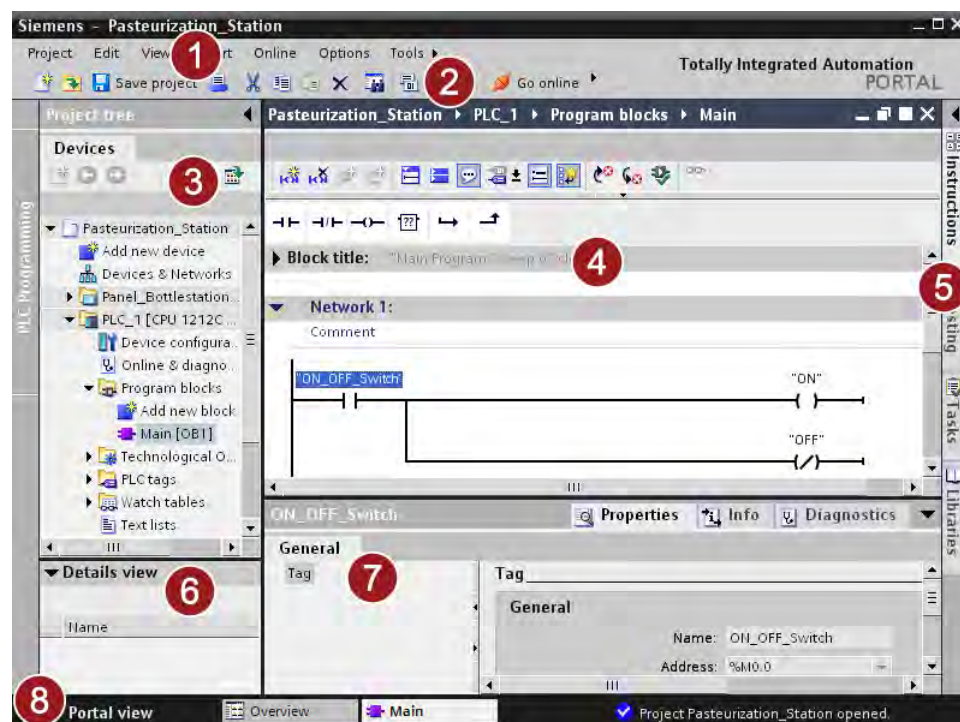 Siemens - Pasteurization_Station
Project Edit View rt Online Options Tools
1
Totally Integrated Automation
PORTAL
Save project
2
Go online
Project tree
Pasteurization_Station PLC_1 Program blocks Main
Devices
3
PLC Programming
Pasteurization_Station
Add new device
Devices & Networks
Panel_Bottlestation...
PLC_1 [CPU 1212C ...
Device configura..
Online & diagno..
Program blocks
Add new block
Main [OB1]
Technological O...
PLC tags
Watch tables
Text lists
??
Block title: "Main Program
4
Network 1:
Comment
"ON_OFF_Switch"
"ON"
"OFF"
Instructions
5
sting
Tasks
Libraries
Details view
6
Name
ON_OFF_Switch
Properties Info Diagnostics
General
Tag
7
Tag
General
Name: ON_OFF_Switch
Address: %M0.0
8
Portal view Overview Main
Project Pasteurization_Station opened.